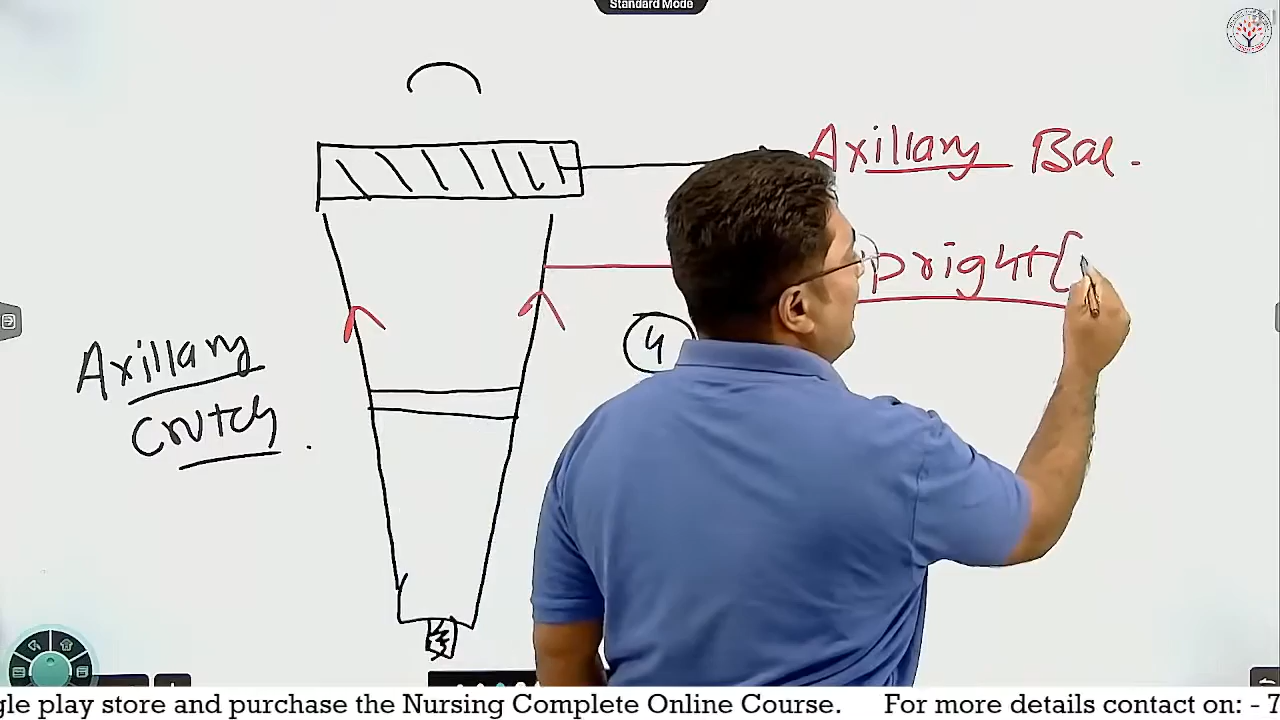 Standard Mode
Axillary Bar.
pright(
4
Axillary
Crutch.
gle play store and purchase the Nursing Complete Online Course. For more details contact on: - 7